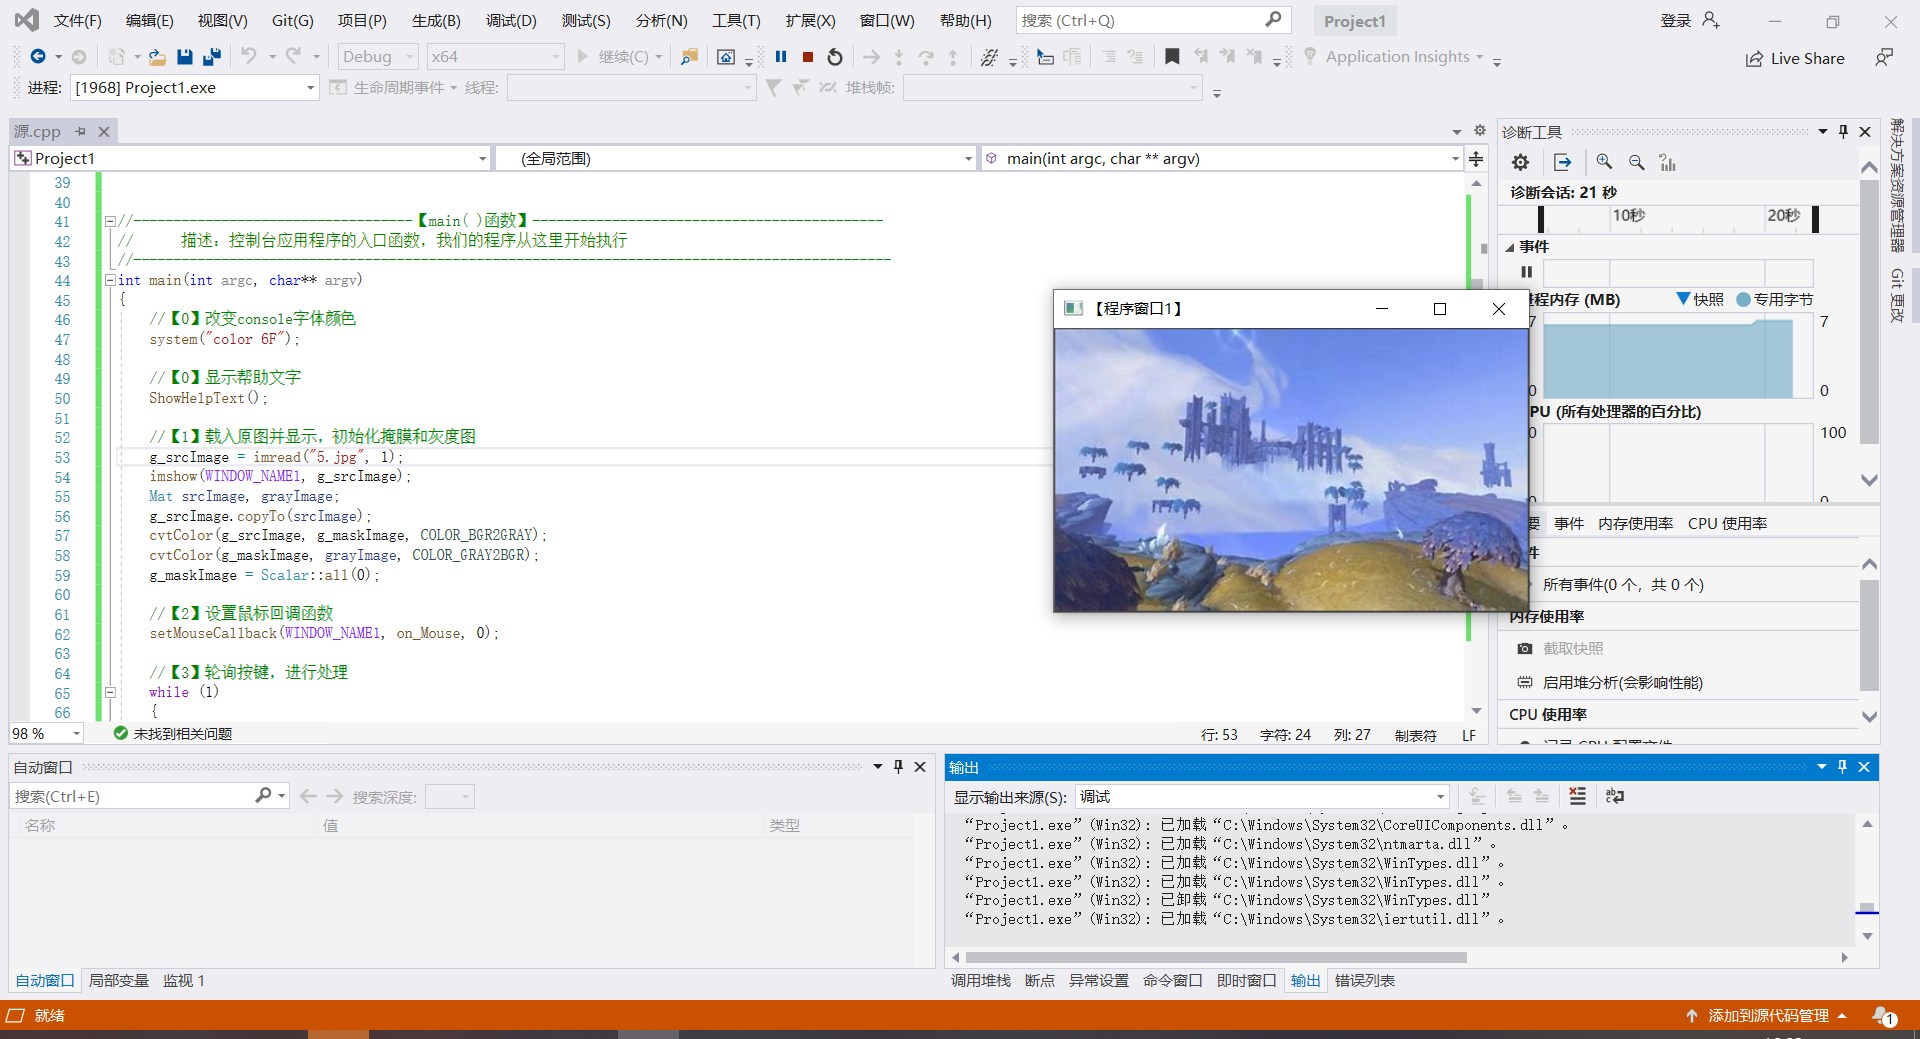 文件(F) 编辑(E) 视图(V) Git(G) 项目(P) 生成(B) 调试(D) 测试(S) 分析(N) 工具(T) 扩展(X) 窗口(W) 帮助(H) 搜索 (Ctrl+Q) Project1 登录
Debug x64 继续(C) Application Insights Live Share
进程: [1968] Project1.exe 生命周期事件 线程: 堆栈帧:
源.cpp
Project1 (全局范围) main(int argc, char ** argv)
39
40
41 //-----------------------------------【main( )函数】--------------------------------------------
42 //      描述：控制台应用程序的入口函数，我们的程序从这里开始执行
43 //-----------------------------------------------------------------------------------------------
44 int main(int argc, char** argv)
45 {
46 //【0】改变console字体颜色
47 system("color 6F");
48
49 //【0】显示帮助文字
50 ShowHelpText();
51
52 //【1】载入原图并显示，初始化掩膜和灰度图
53 g_srcImage = imread("5.jpg", 1);
54 imshow(WINDOW_NAME1, g_srcImage);
55 Mat srcImage, grayImage;
56 g_srcImage.copyTo(srcImage);
57 cvtColor(g_srcImage, g_maskImage, COLOR_BGR2GRAY);
58 cvtColor(g_maskImage, grayImage, COLOR_GRAY2BGR);
59 g_maskImage = Scalar::all(0);
60
61 //【2】设置鼠标回调函数
62 setMouseCallback(WINDOW_NAME1, on_Mouse, 0);
63
64 //【3】轮询按键，进行处理
65 while (1)
66 {
98 % 未找到相关问题 行: 53 字符: 24 列: 27 制表符 LF
【程序窗口1】
诊断工具
诊断会话: 21 秒
10秒 20秒
事件
进程内存 (MB) 快照 专用字节
7 7
0 0
CPU (所有处理器的百分比)
0 100
0 0
要 事件 内存使用率 CPU 使用率
件
所有事件(0 个，共 0 个)
内存使用率
截取快照
启用堆分析(会影响性能)
CPU 使用率
记录 CPU 配置文件
解决方案资源管理器
Git 更改
自动窗口
搜索(Ctrl+E) 搜索深度:
名称 值 类型
自动窗口 局部变量 监视 1
输出
显示输出来源(S): 调试
“Project1.exe” (Win32): 已加载“C:\Windows\System32\CoreUIComponents.dll”。
“Project1.exe” (Win32): 已加载“C:\Windows\System32\ntmarta.dll”。
“Project1.exe” (Win32): 已加载“C:\Windows\System32\WinTypes.dll”。
“Project1.exe” (Win32): 已加载“C:\Windows\System32\WinTypes.dll”。
“Project1.exe” (Win32): 已卸载“C:\Windows\System32\WinTypes.dll”
“Project1.exe” (Win32): 已加载“C:\Windows\System32\iertutil.dll”。
调用堆栈 断点 异常设置 命令窗口 即时窗口 输出 错误列表
就绪 添加到源代码管理 1